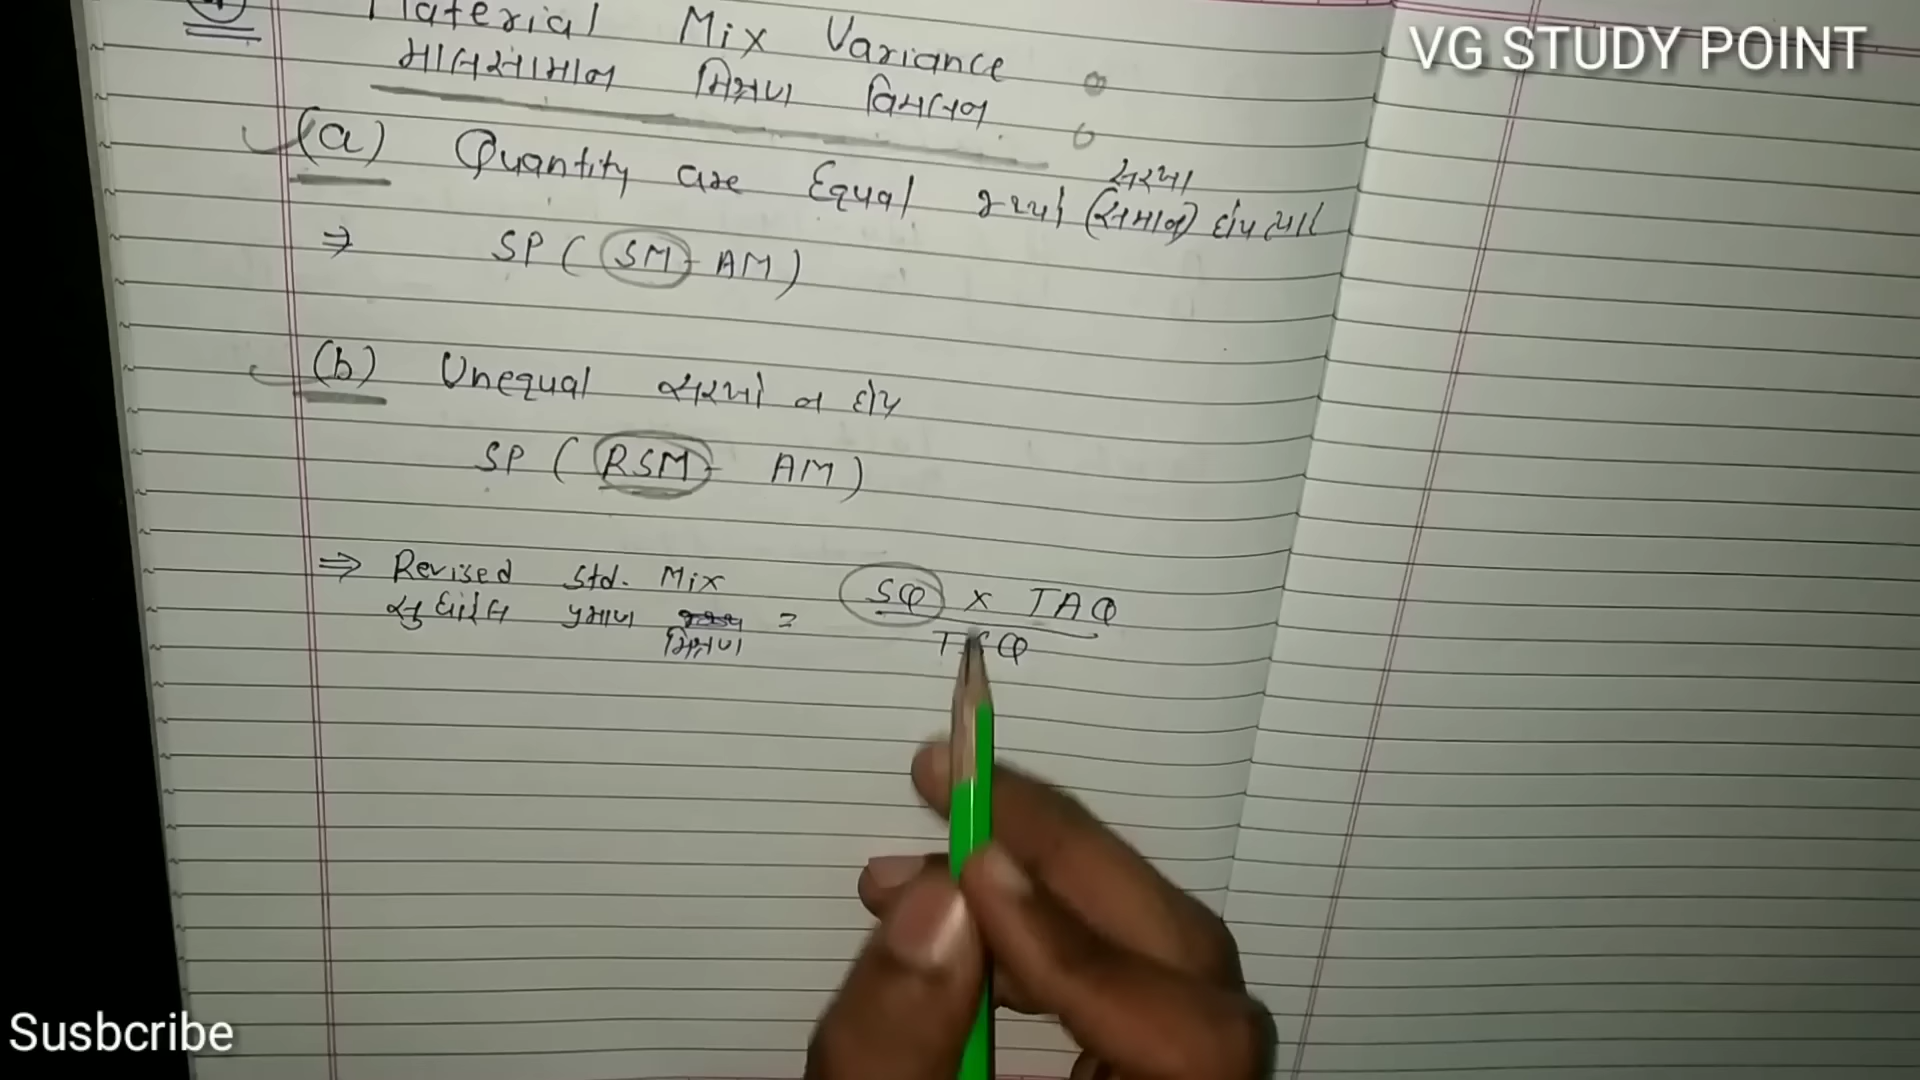 VG STUDY POINT
Material Mix Variance
માલસામાન મિશ્રણ વિચલન
(a) Quantity are Equal જથ્થો (સમાન) હોય ત્યારે
સરખા
⇒ SP ( SM - AM )
(b) Unequal સરખો ન હોય
SP ( RSM - AM )
⇒ Revised Std. Mix = SQ × TAQ
સુધારેલ પ્રમાણ
મિશ્રણ
TSQ
Susbcribe